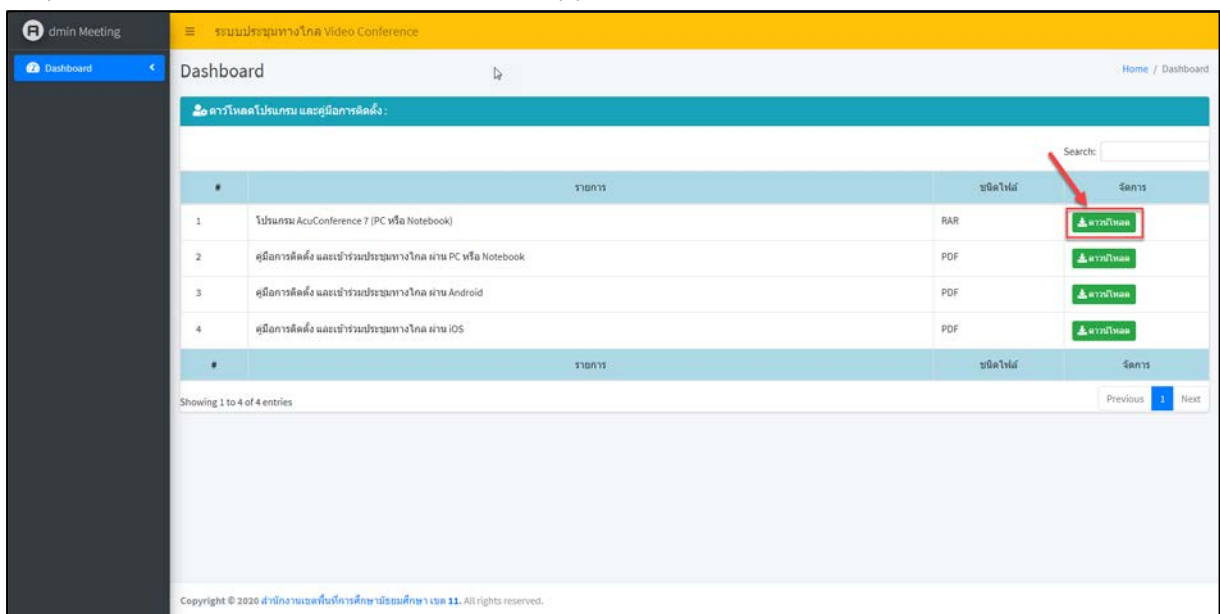 dmin Meeting
ระบบประชุมทางไกล Video Conference
Dashboard
Dashboard
Home / Dashboard
ดาวโหลดโปรแกรม และคู่มือการติดตั้ง :
Search:
# รายการ ชนิดไฟล์ จัดการ
1 โปรแกรม AcuConference 7 (PC หรือ Notebook) RAR ดาวน์โหลด
2 คู่มือการติดตั้ง และเข้าร่วมประชุมทางไกล ผ่าน PC หรือ Notebook PDF ดาวน์โหลด
3 คู่มือการติดตั้ง และเข้าร่วมประชุมทางไกล ผ่าน Android PDF ดาวน์โหลด
4 คู่มือการติดตั้ง และเข้าร่วมประชุมทางไกล ผ่าน iOS PDF ดาวน์โหลด
# รายการ ชนิดไฟล์ จัดการ
Showing 1 to 4 of 4 entries
Previous 1 Next
Copyright © 2020 สำนักงานเขตพื้นที่การศึกษามัธยมศึกษา เขต 11. All rights reserved.